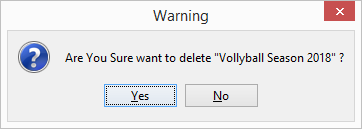 Warning
Are You Sure want to delete "Vollyball Season 2018" ?
Yes No